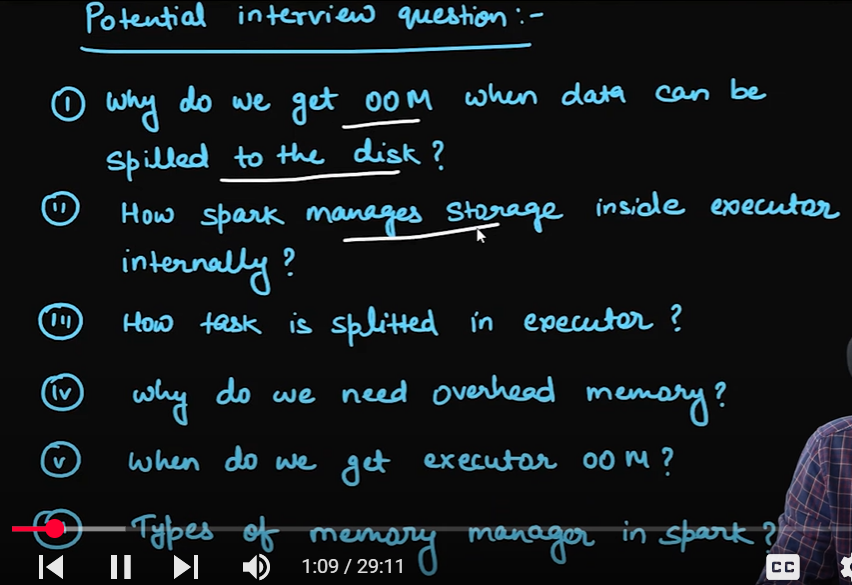 Potential interview question :-
(i) Why do we get OOM when data can be
spilled to the disk?
(ii) How spark manages storage inside executor
internally?
(iii) How task is splitted in executor?
(iv) why do we need overhead memory?
(v) when do we get executor OOM?
Types of memory manager in spark?
1:09 / 29:11
CC